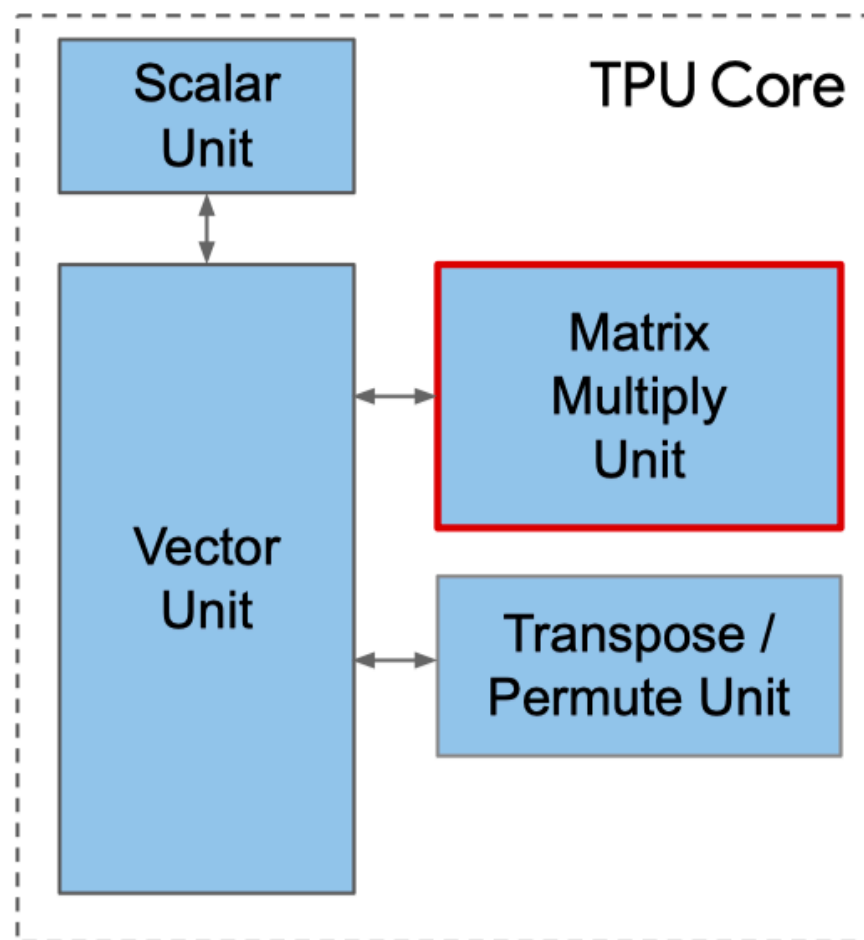 Scalar
Unit
TPU Core
Matrix
Multiply
Unit
Vector
Unit
Transpose /
Permute Unit